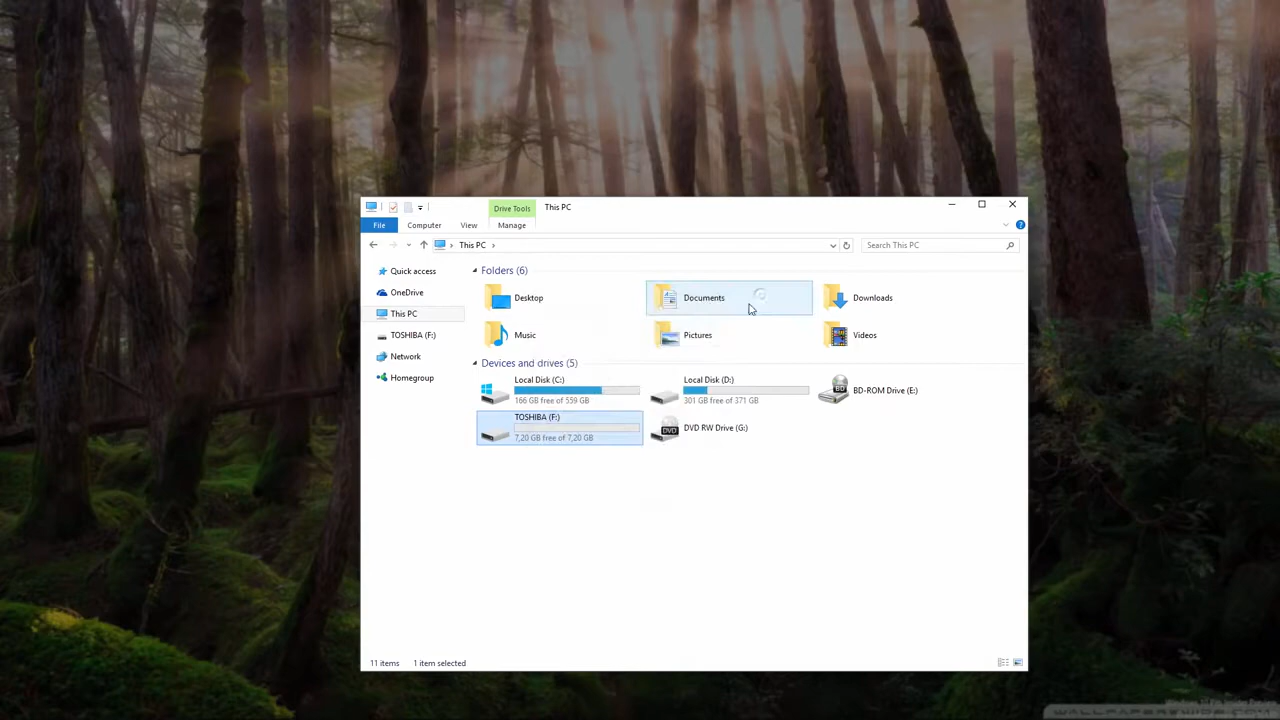 Drive Tools This PC
File Computer View Manage
This PC Search This PC
Quick access
OneDrive
This PC
TOSHIBA (F:)
Network
Homegroup
Folders (6)
Desktop Documents Downloads
Music Pictures Videos
Devices and drives (5)
Local Disk (C:)
166 GB free of 559 GB
Local Disk (D:)
301 GB free of 371 GB
BD-ROM Drive (E:)
TOSHIBA (F:)
7,20 GB free of 7,20 GB
DVD RW Drive (G:)
11 items 1 item selected